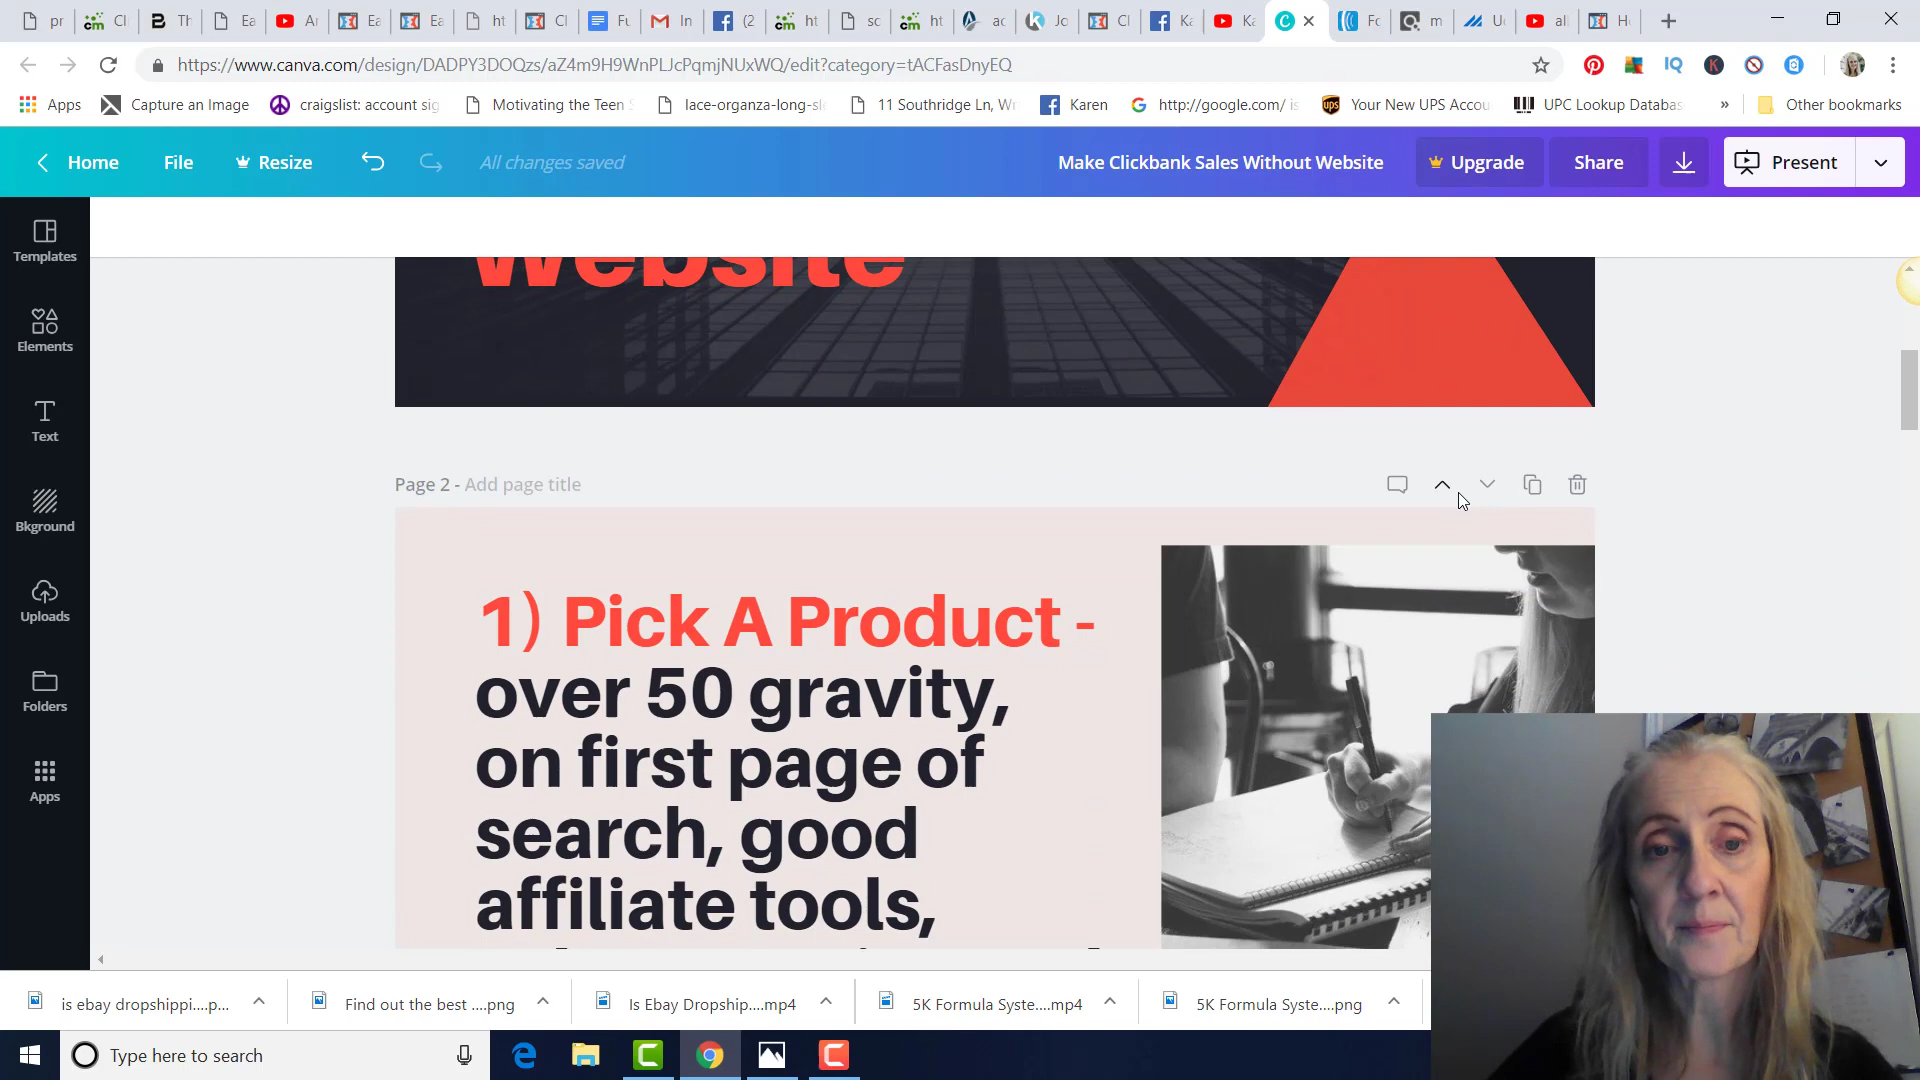 https://www.canva.com/design/DADPY3DOQzs/aZ4m9H9WnPLJcPqmjNUxWQ/edit?category=tACFasDnyEQ
Apps Capture an Image craigslist: account sig Motivating the Teen lace-organza-long-sle 11 Southridge Ln, Wr Karen http://google.com/ is Your New UPS Accou UPC Lookup Databas » Other bookmarks
Home File Resize All changes saved Make Clickbank Sales Without Website Upgrade Share Present
Templates
Elements
Text
Bkground
Uploads
Folders
Apps
Website
Page 2 - Add page title
1) Pick A Product -
over 50 gravity,
on first page of
search, good
affiliate tools,
is ebay dropshippi....p... Find out the best ....png Is Ebay Dropship....mp4 5K Formula Syste....mp4 5K Formula Syste....png
Type here to search